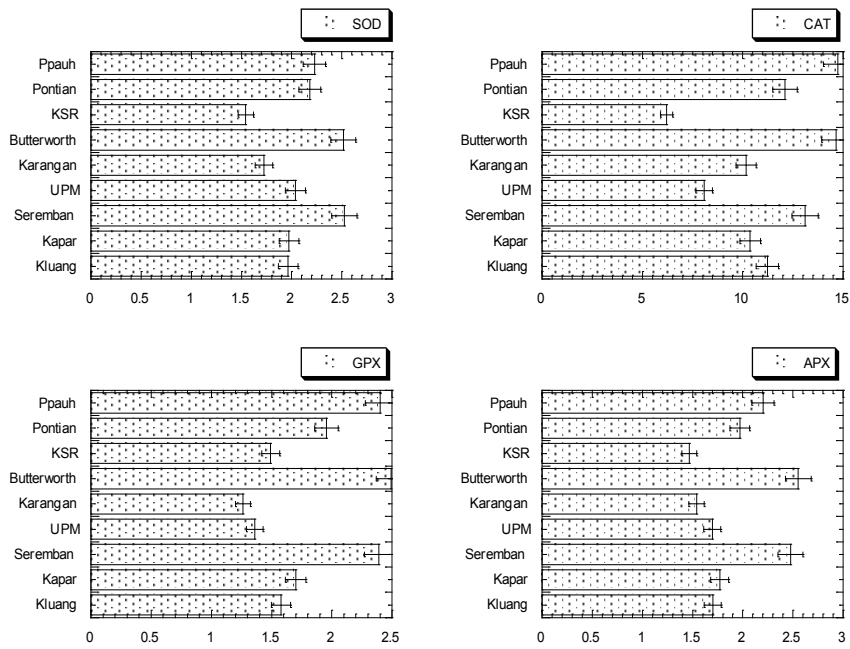 SOD
Ppauh
Pontian
KSR
Butterworth
Karangan
UPM
Seremban
Kapar
Kluang
0 0.5 1 1.5 2 2.5 3
CAT
Ppauh
Pontian
KSR
Butterworth
Karangan
UPM
Seremban
Kapar
Kluang
0 5 10 15
GPX
Ppauh
Pontian
KSR
Butterworth
Karangan
UPM
Seremban
Kapar
Kluang
0 0.5 1 1.5 2 2.5
APX
Ppauh
Pontian
KSR
Butterworth
Karangan
UPM
Seremban
Kapar
Kluang
0 0.5 1 1.5 2 2.5 3